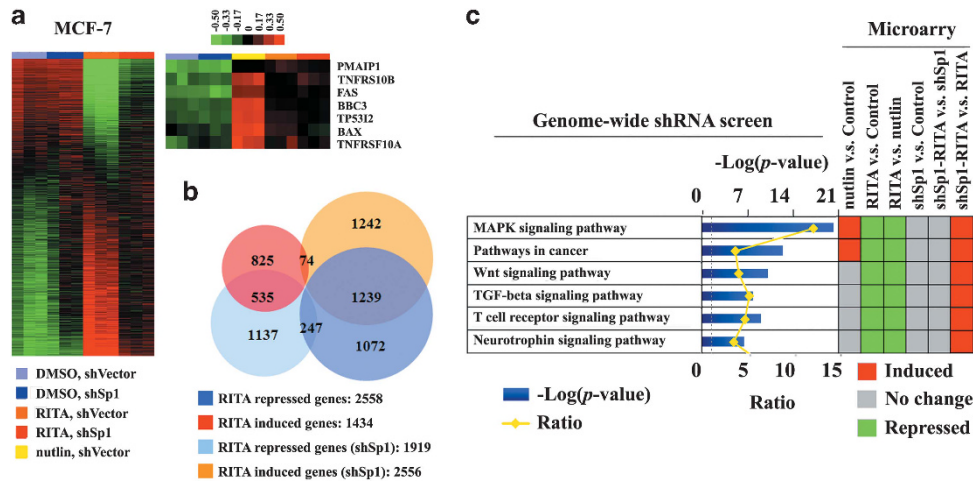 a
MCF-7
-0.50
-0.33
-0.17
0
0.17
0.33
0.50
PMAIP1
TNFRS10B
FAS
BBC3
TP53I2
BAX
TNFRSF10A
DMSO, shVector
DMSO, shSp1
RITA, shVector
RITA, shSp1
nutlin, shVector
b
1242
825
74
535
1239
1137
247
1072
RITA repressed genes: 2558
RITA induced genes: 1434
RITA repressed genes (shSp1): 1919
RITA induced genes (shSp1): 2556
c
Microarry
Genome-wide shRNA screen
-Log(p-value)
0 7 14 21
nutlin v.s. Control
RITA v.s. Control
RITA v.s. nutlin
shSp1 v.s. Control
shSp1-RITA v.s. shSp1
shSp1-RITA v.s. RITA
MAPK signaling pathway
Pathways in cancer
Wnt signaling pathway
TGF-beta signaling pathway
T cell receptor signaling pathway
Neurotrophin signaling pathway
0 5 10 15
Ratio
-Log(p-value)
Ratio
Induced
No change
Repressed